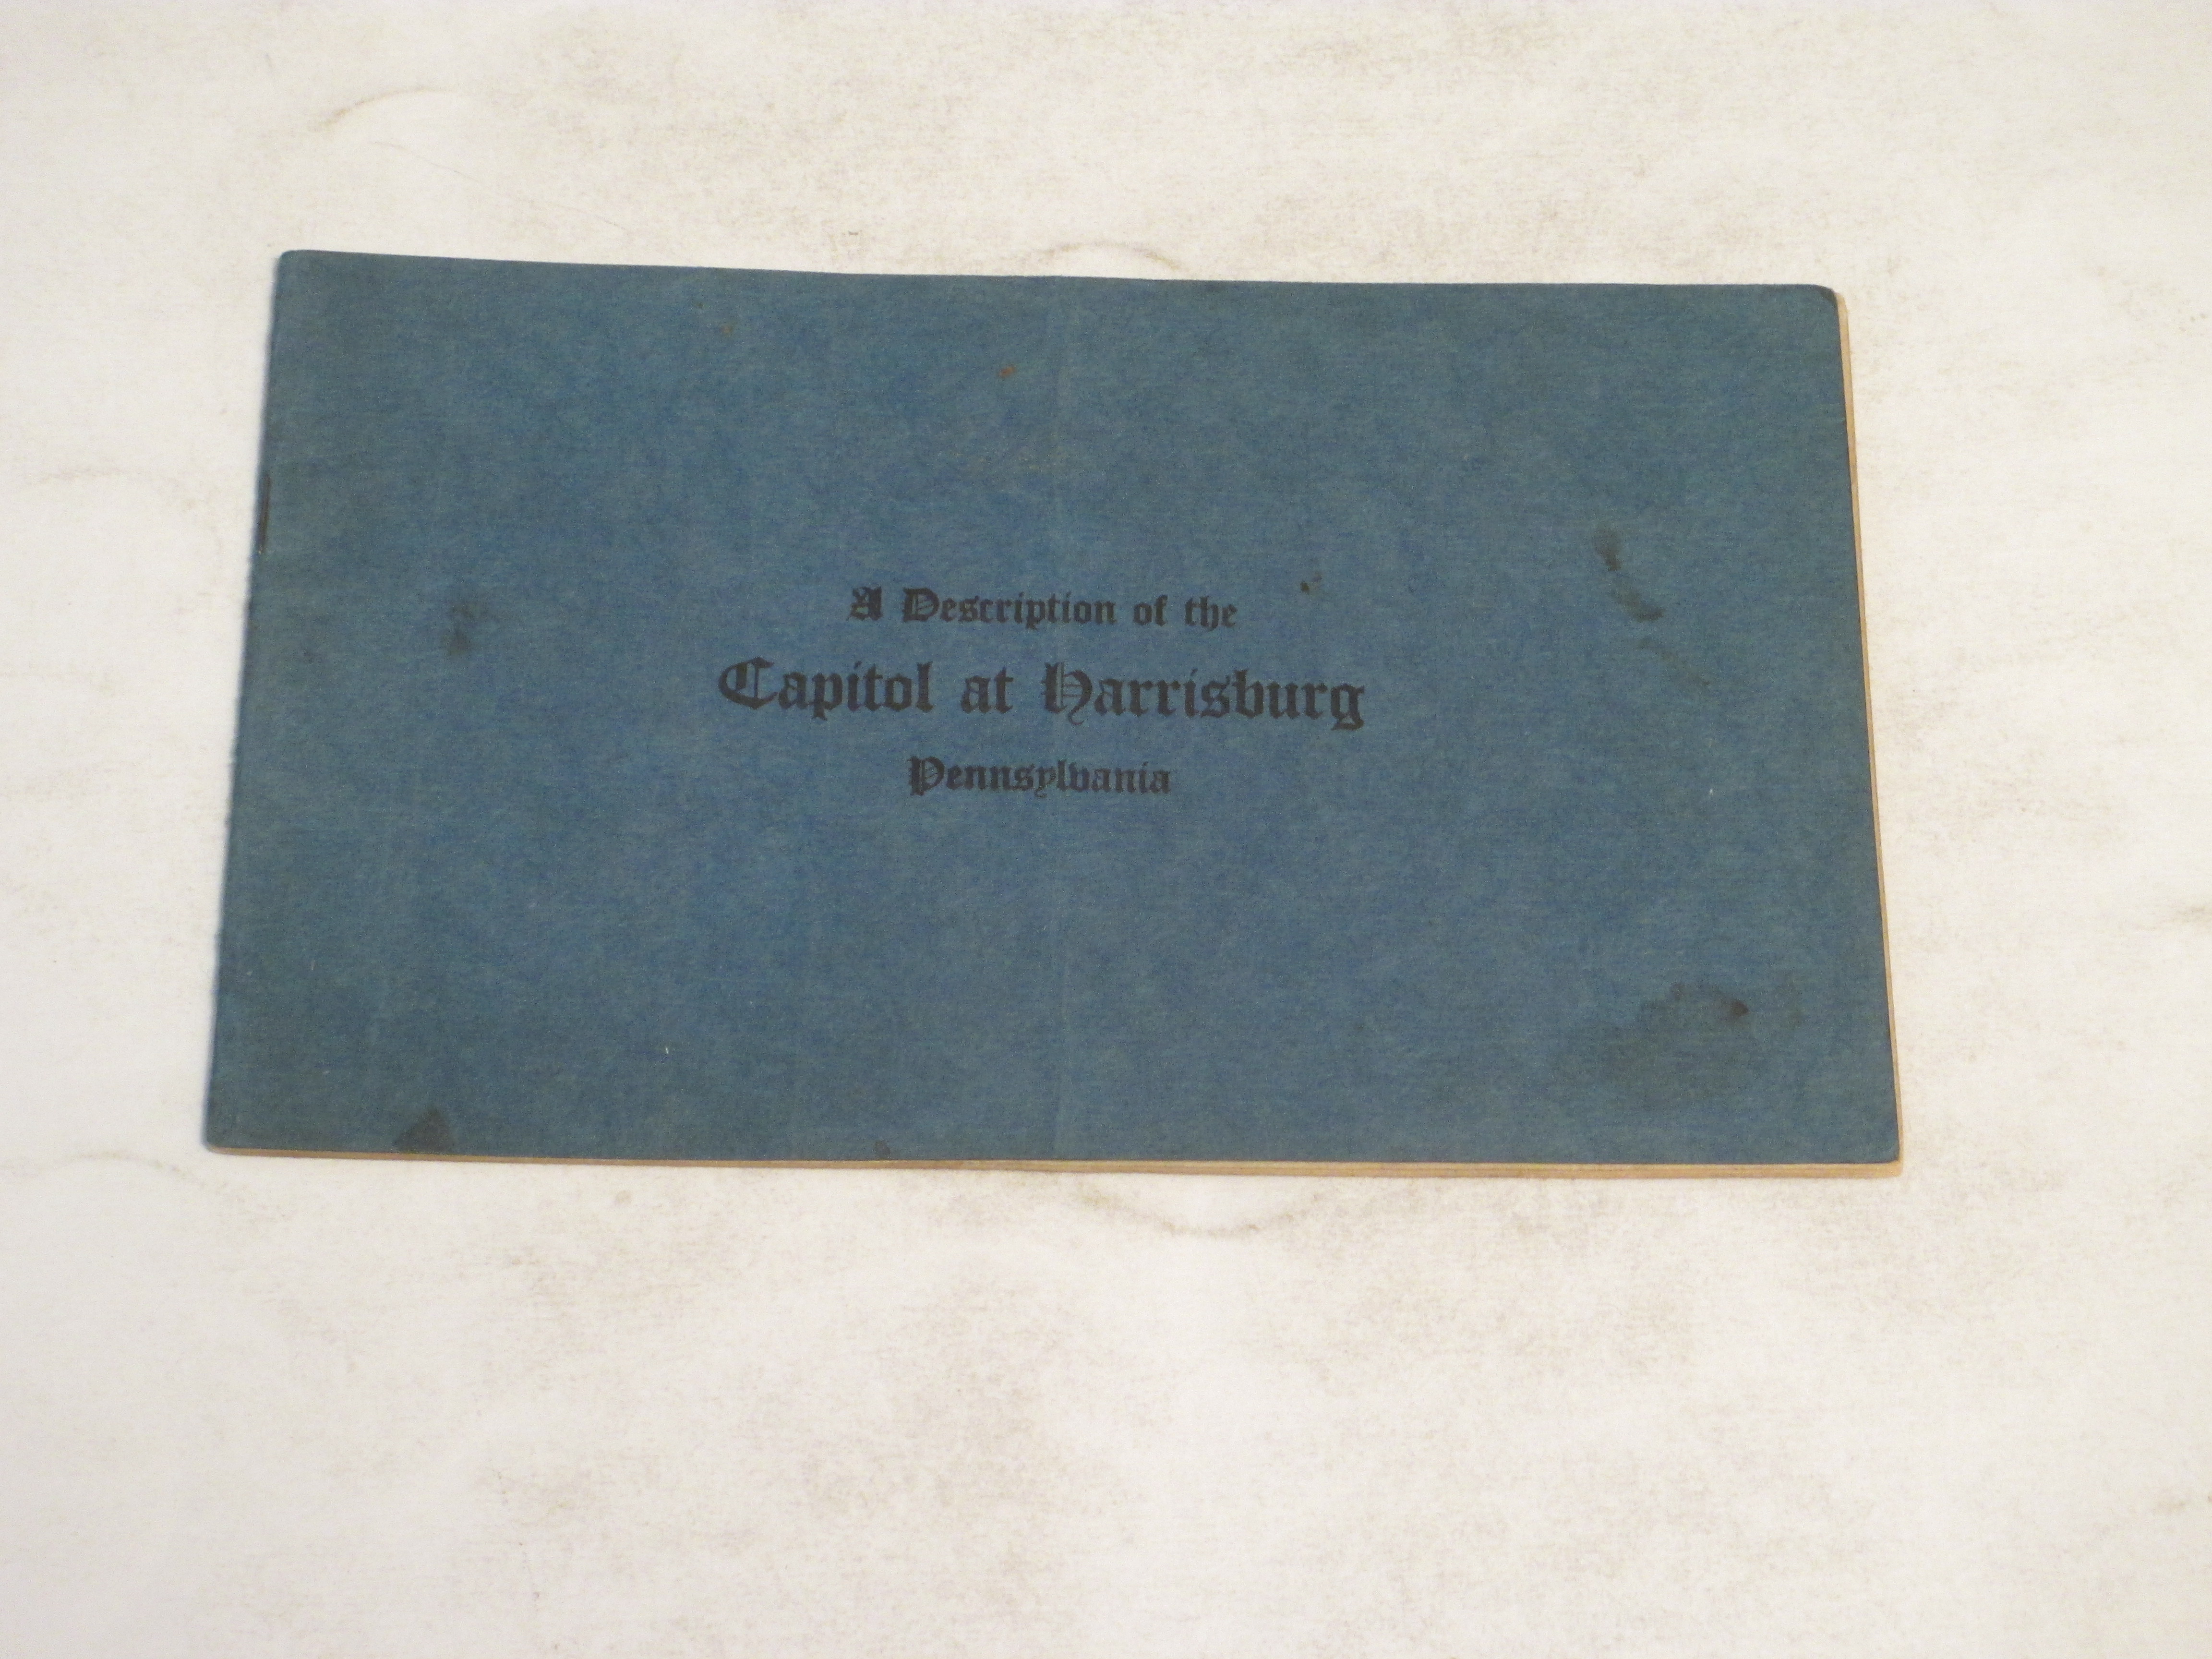 A Description of the
Capitol at Harrisburg
Pennsylvania